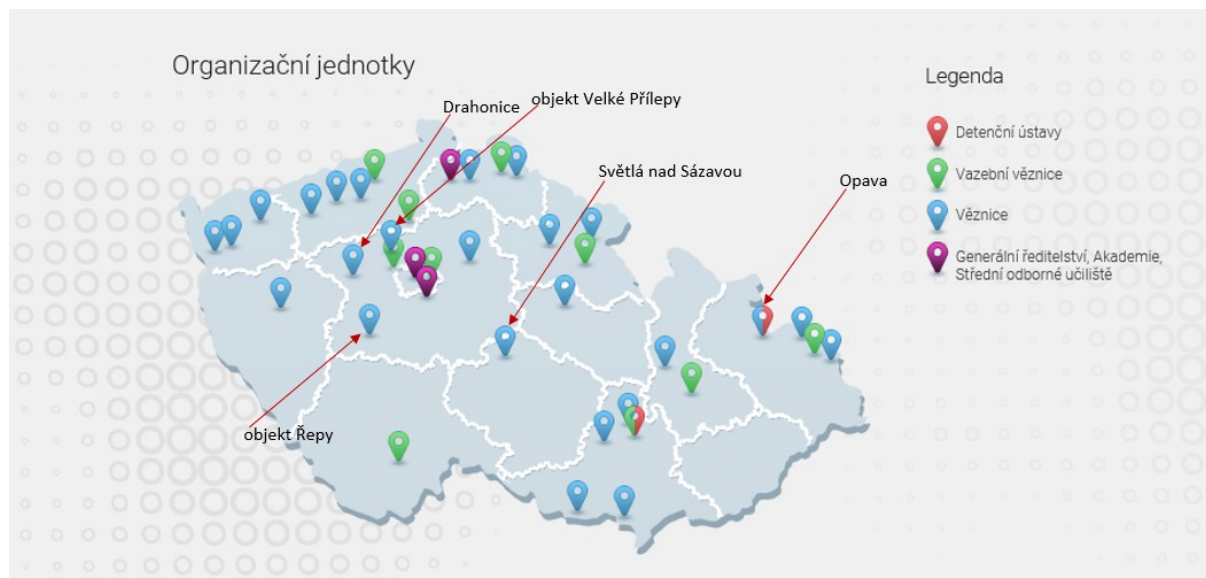 Organizační jednotky
Drahonice
objekt Velké Přílepy
Světlá nad Sázavou
Opava
objekt Řepy
Legenda
Detenční ústavy
Vazební věznice
Věznice
Generální ředitelství, Akademie,
Střední odborné učiliště